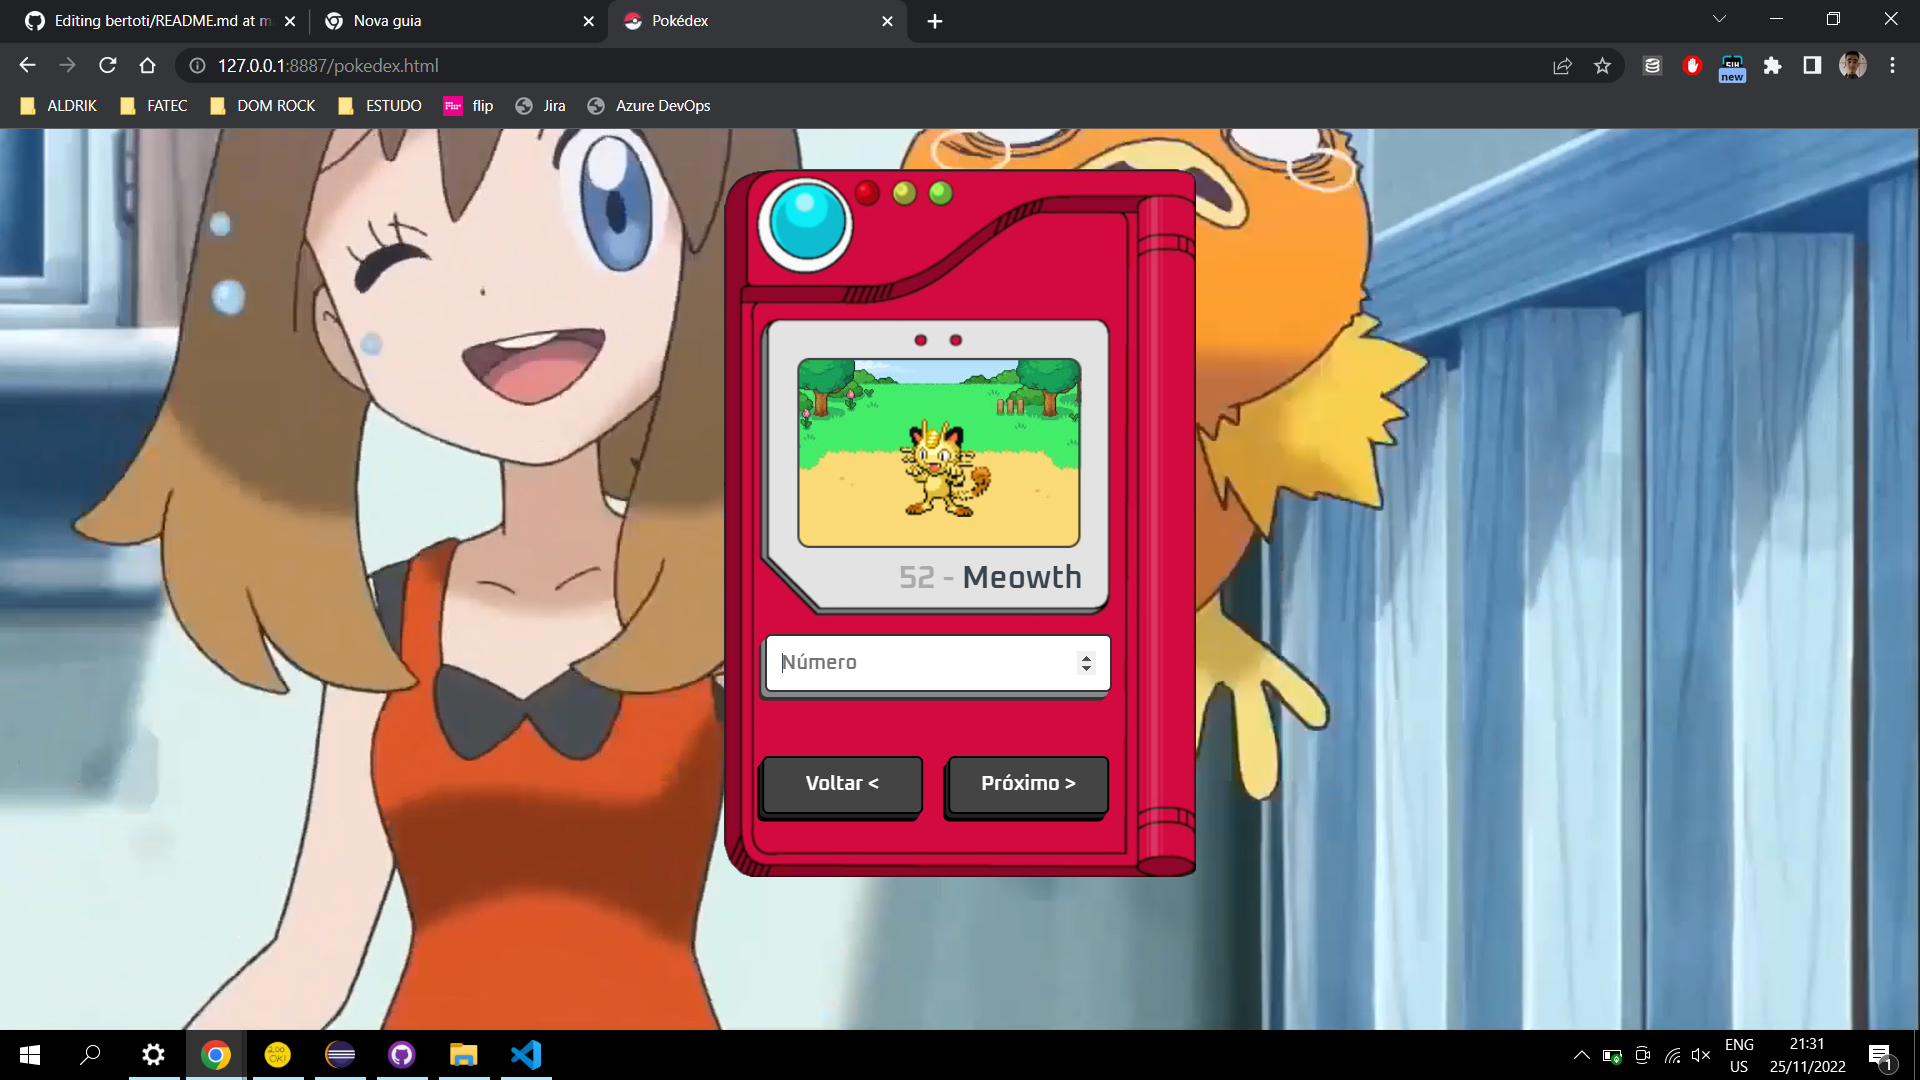 Editing bertoti/README.md at m
Nova guia
Pokédex
127.0.0.1:8887/pokedex.html
new
ALDRIK
FATEC
DOM ROCK
ESTUDO
flip
Jira
Azure DevOps
52 - Meowth
Número
Voltar <
Próximo >
ENG
US
21:31
25/11/2022
1